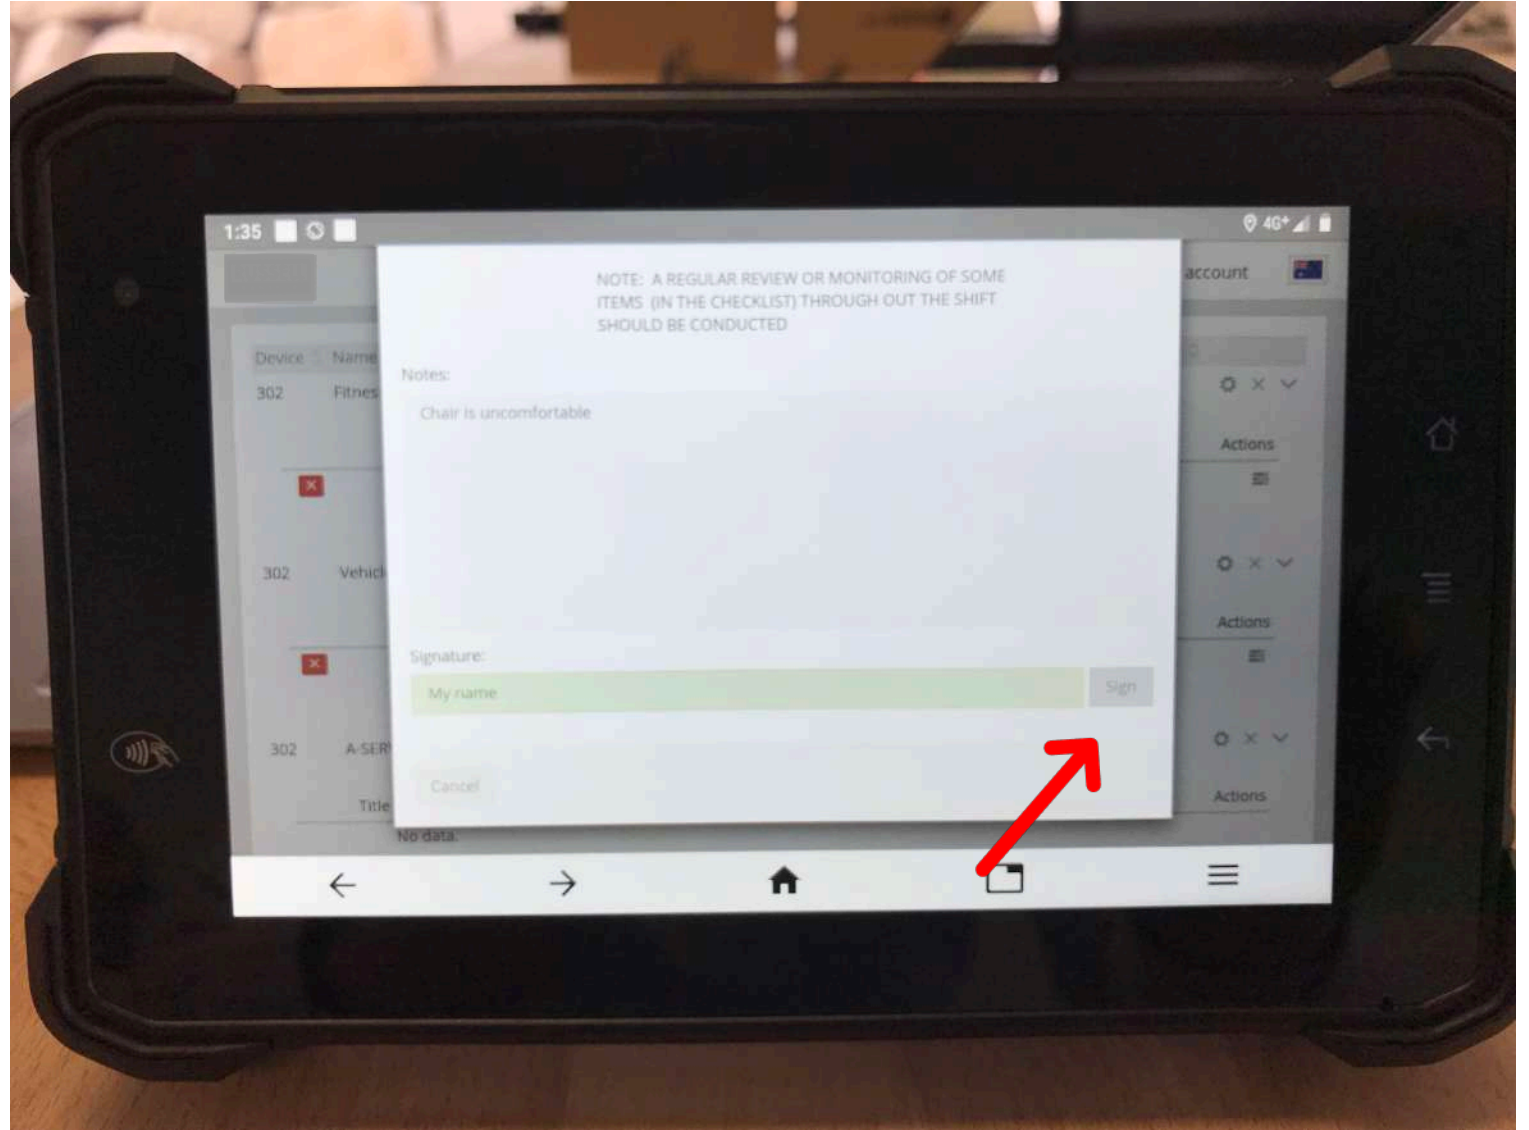 1:35
4G+
account
NOTE: A REGULAR REVIEW OR MONITORING OF SOME
ITEMS (IN THE CHECKLIST) THROUGH OUT THE SHIFT
SHOULD BE CONDUCTED
Device Name
302 Fitnes
Notes:
Chair is uncomfortable
Actions
302 Vehicl
Actions
Signature:
My name
Sign
302 A-SER
Cancel
Title
Actions
No data.